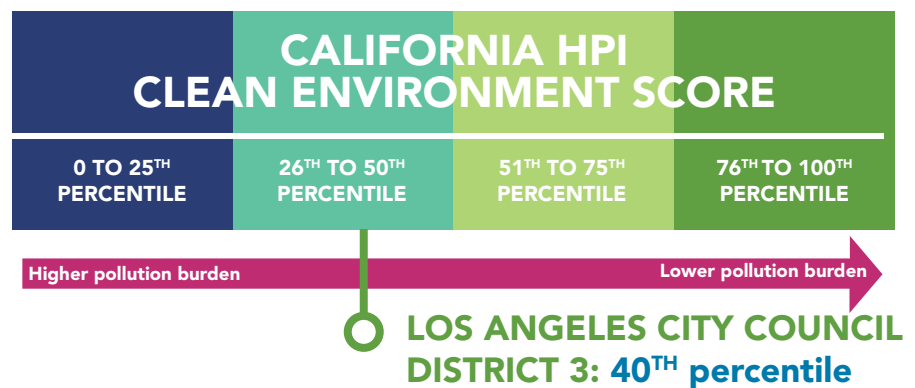 CALIFORNIA HPI
CLEAN ENVIRONMENT SCORE
0 TO 25TH
PERCENTILE
26TH TO 50TH
PERCENTILE
51TH TO 75TH
PERCENTILE
76TH TO 100TH
PERCENTILE
Higher pollution burden
Lower pollution burden
LOS ANGELES CITY COUNCIL
DISTRICT 3: 40TH percentile